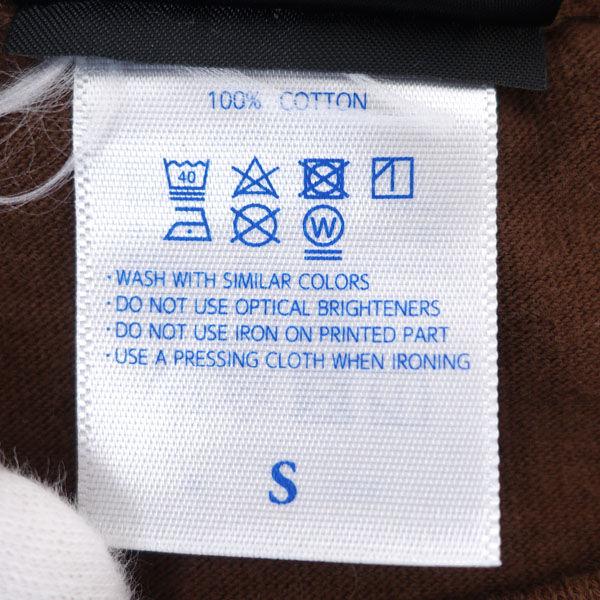 100% COTTON
40
W
· WASH WITH SIMILAR COLORS
· DO NOT USE OPTICAL BRIGHTENERS
· DO NOT USE IRON ON PRINTED PART
· USE A PRESSING CLOTH WHEN IRONING
S